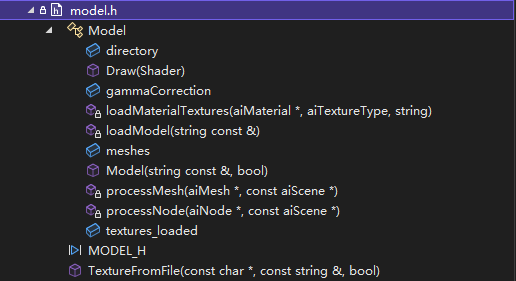 model.h
Model
directory
Draw(Shader)
gammaCorrection
loadMaterialTextures(aiMaterial *, aiTextureType, string)
loadModel(string const &)
meshes
Model(string const &, bool)
processMesh(aiMesh *, const aiScene *)
processNode(aiNode *, const aiScene *)
textures_loaded
MODEL_H
TextureFromFile(const char *, const string &, bool)